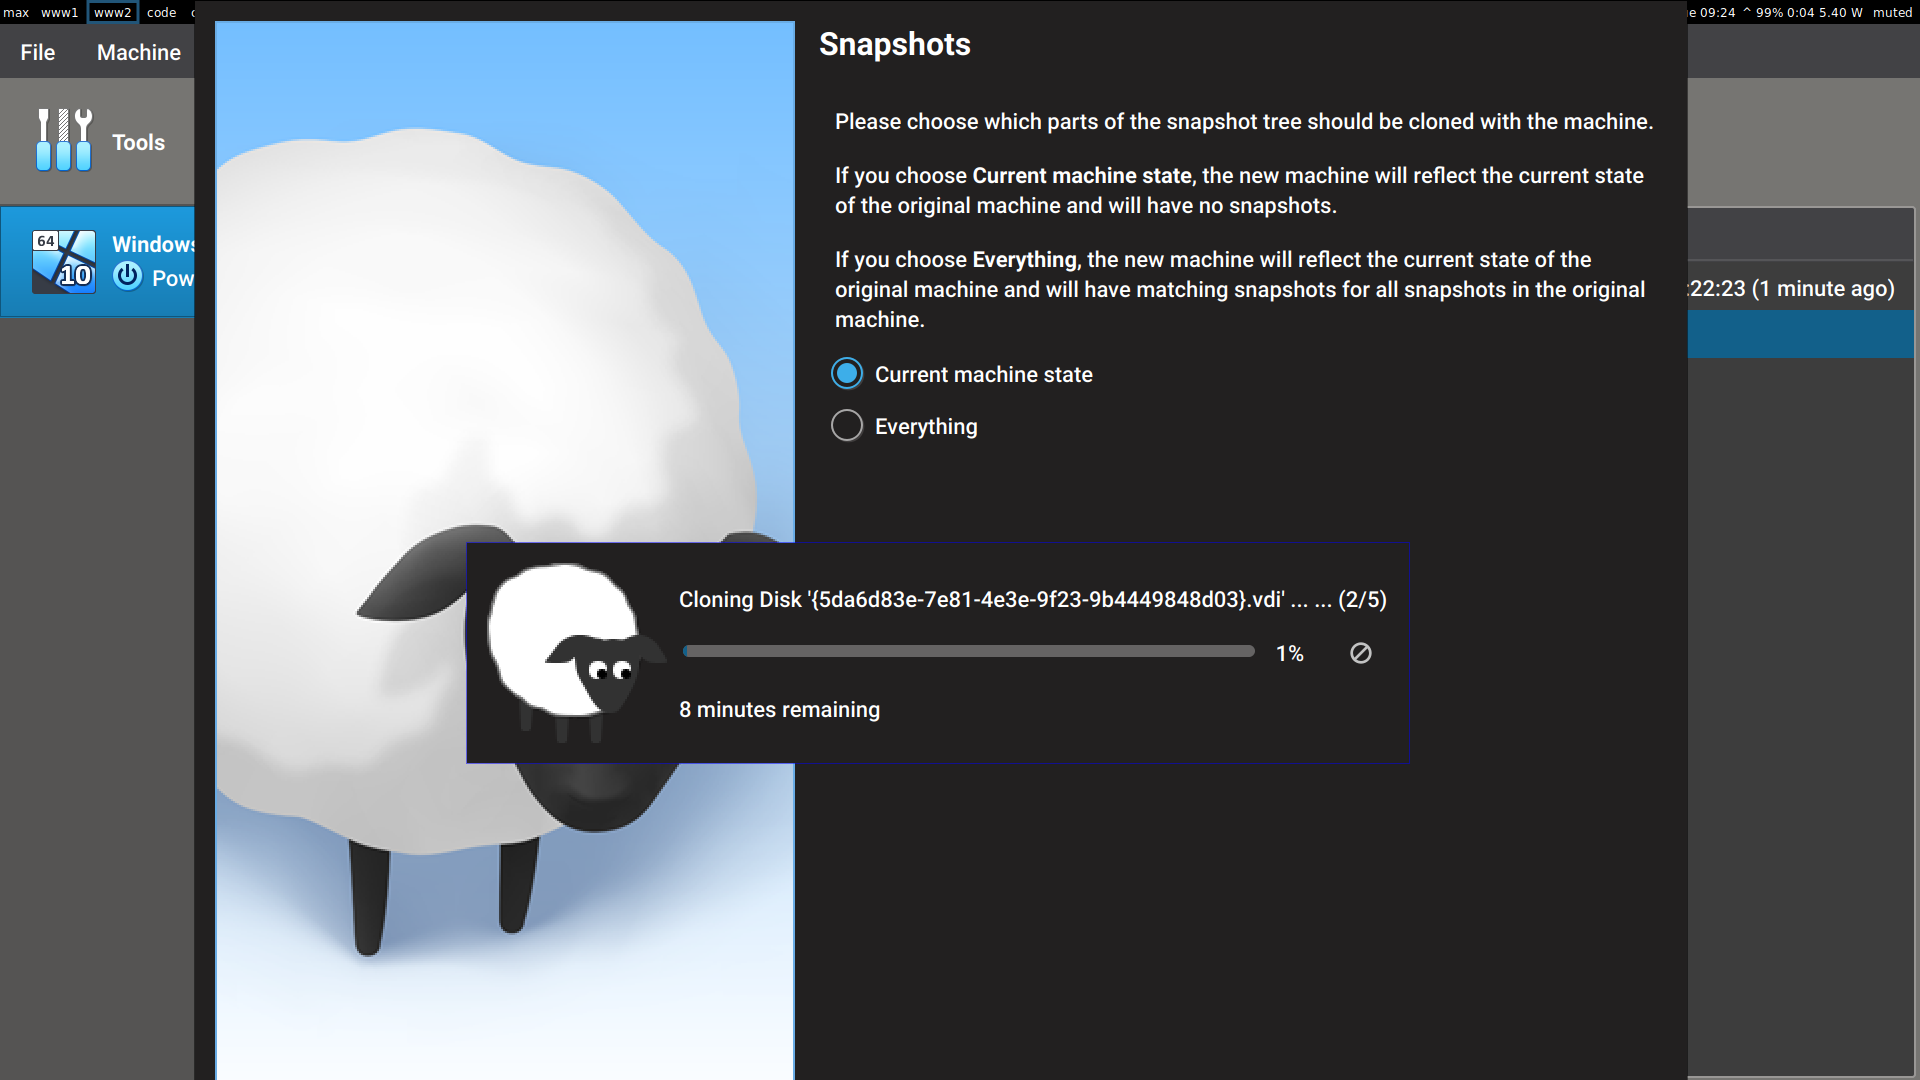 max www1 www2 code
09:24 ^ 99% 0:04 5.40 W muted
File Machine
Tools
64
10
Windows
Pow
Snapshots
Please choose which parts of the snapshot tree should be cloned with the machine.
If you choose Current machine state, the new machine will reflect the current state
of the original machine and will have no snapshots.
If you choose Everything, the new machine will reflect the current state of the
original machine and will have matching snapshots for all snapshots in the original
machine.
Current machine state
Everything
:22:23 (1 minute ago)
Cloning Disk '{5da6d83e-7e81-4e3e-9f23-9b4449848d03}.vdi' ... ... (2/5)
1%
8 minutes remaining